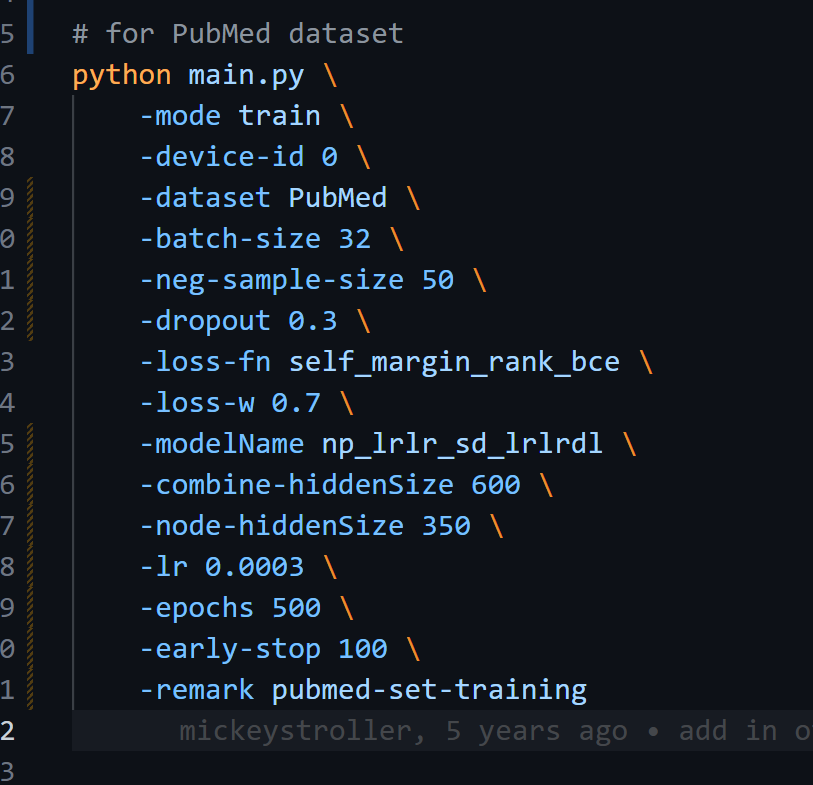 5 # for PubMed dataset
6 python main.py \
7 -mode train \
8 -device-id 0 \
9 -dataset PubMed \
0 -batch-size 32 \
1 -neg-sample-size 50 \
2 -dropout 0.3 \
3 -loss-fn self_margin_rank_bce \
4 -loss-w 0.7 \
5 -modelName np_lrlr_sd_lrlrdl \
6 -combine-hiddenSize 600 \
7 -node-hiddenSize 350 \
8 -lr 0.0003 \
9 -epochs 500 \
0 -early-stop 100 \
1 -remark pubmed-set-training
2 mickeystroller, 5 years ago • add in
3